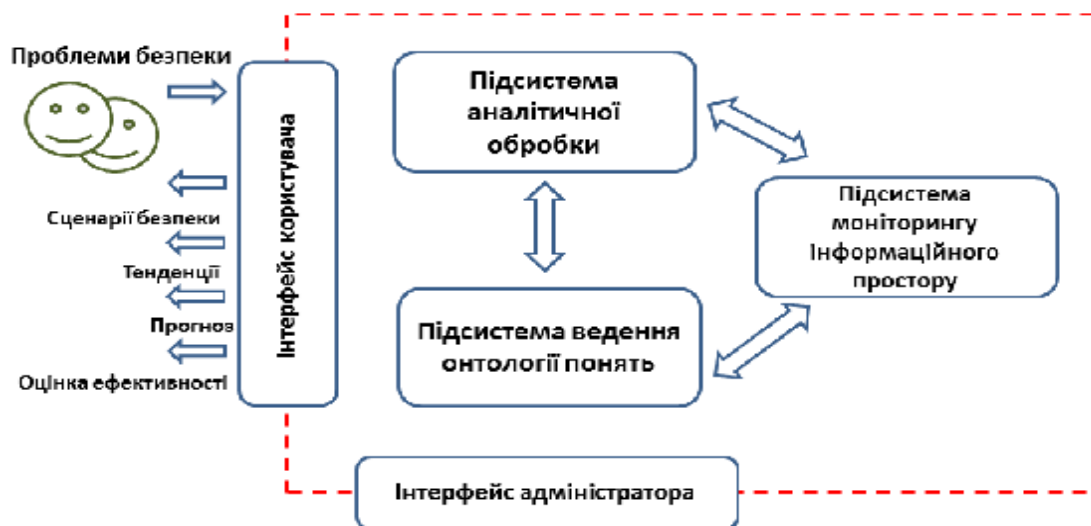 Проблеми безпеки
Сценарії безпеки
Тенденції
Прогноз
Оцінка ефективності
Інтерфейс користувача
Підсистема
аналітичної
обробки
Підсистема
моніторингу
інформаційного
простору
Підсистема ведення
онтології понять
Інтерфейс адміністратора